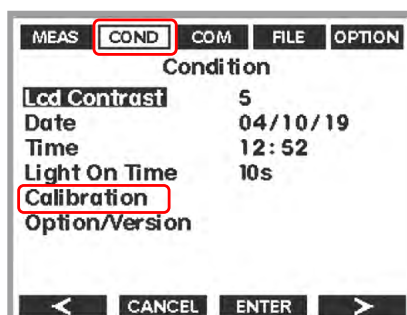 MEAS COND COM FILE OPTION
Condition
Lcd Contrast 5
Date 04/10/19
Time 12:52
Light On Time 10s
Calibration
Option/Version
< CANCEL ENTER >